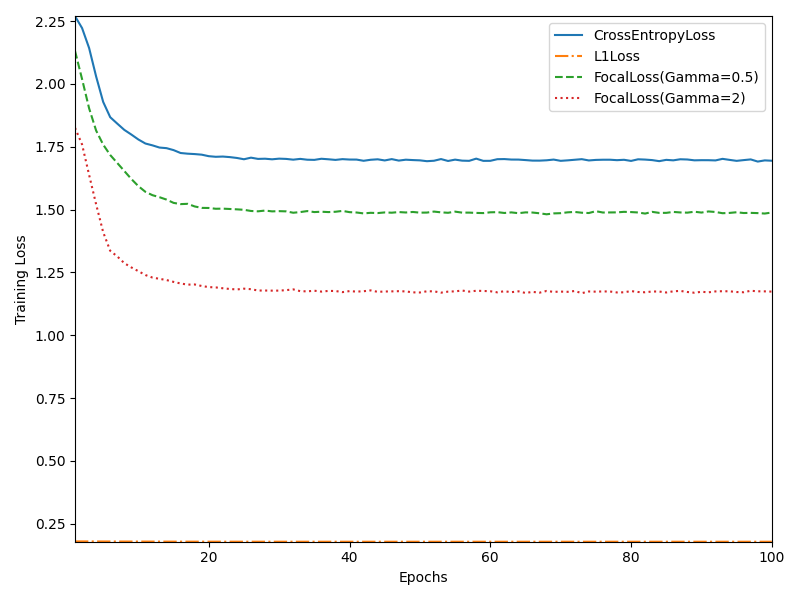 2.25
2.00
1.75
1.50
1.25
1.00
0.75
0.50
0.25
Training Loss
CrossEntropyLoss
L1Loss
FocalLoss(Gamma=0.5)
FocalLoss(Gamma=2)
20
40
60
80
100
Epochs